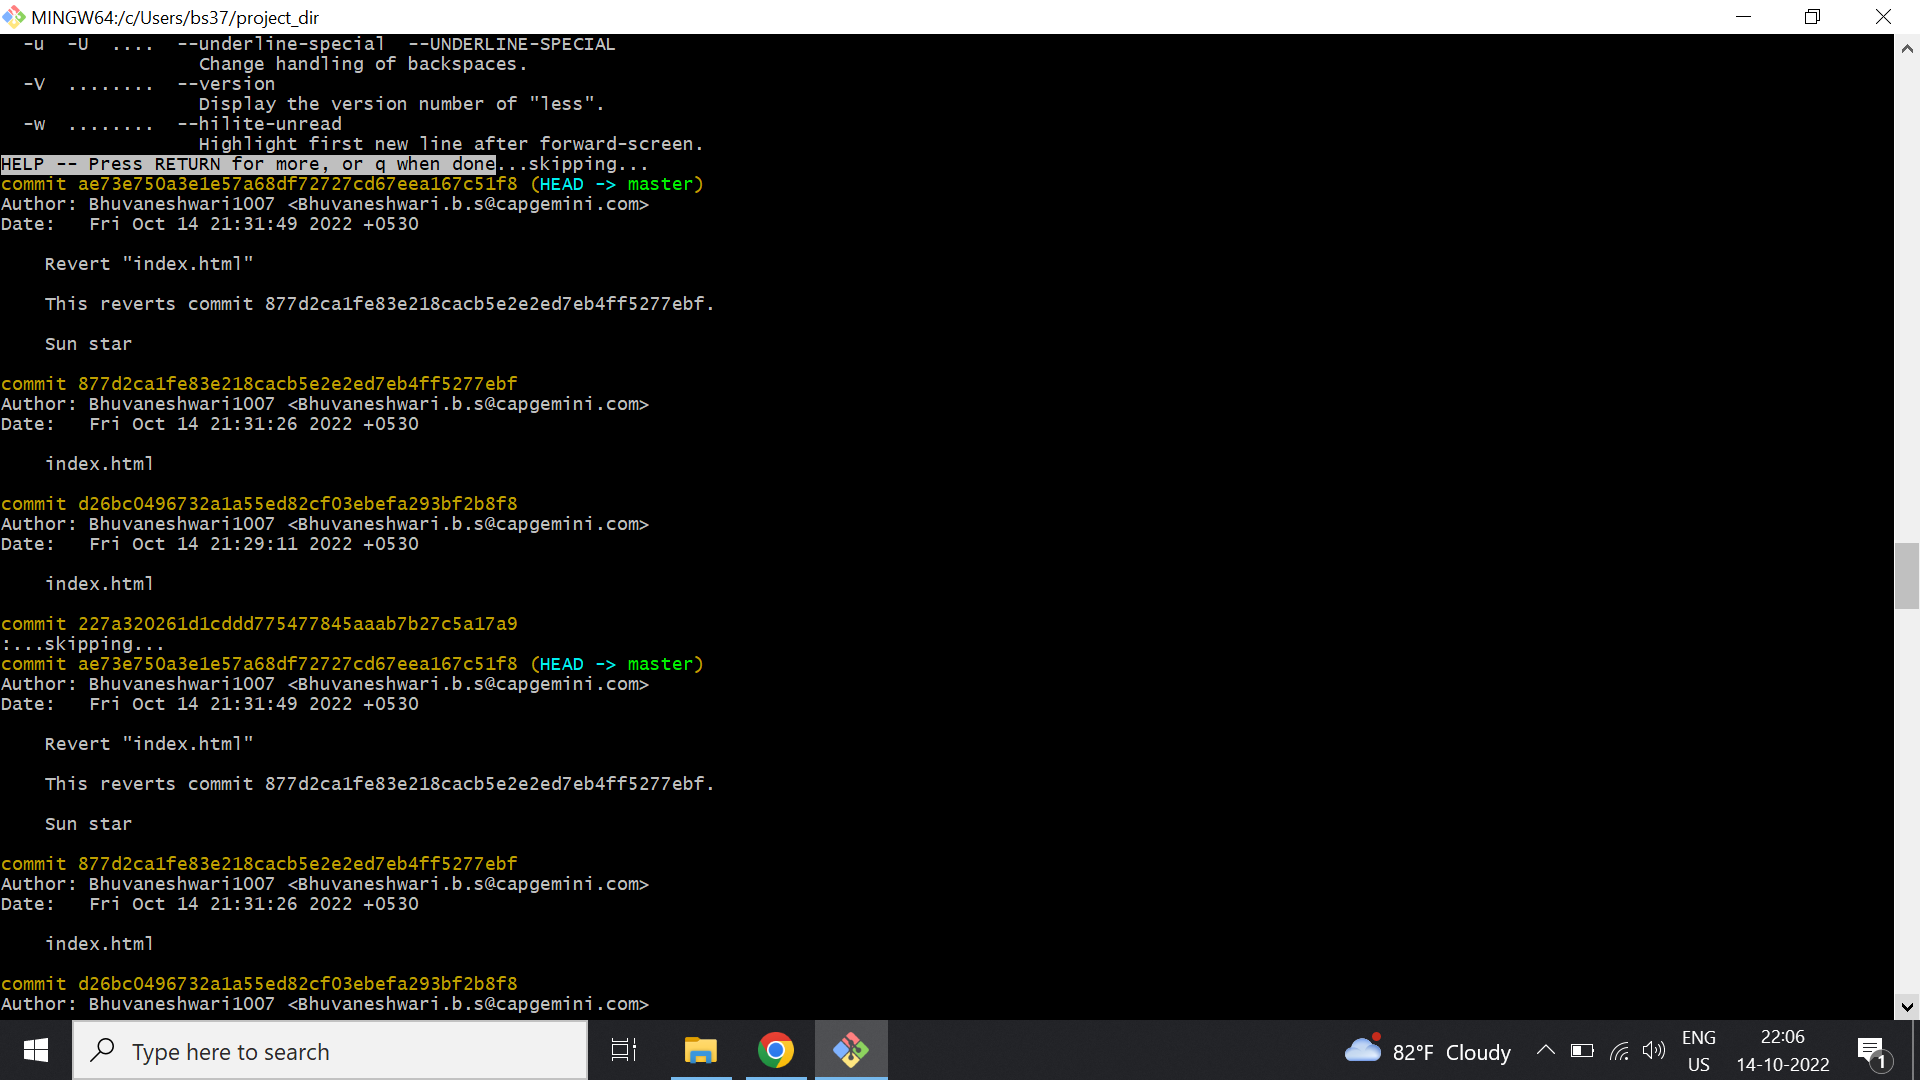 MINGW64:/c/Users/bs37/project_dir
-u -U .... --underline-special --UNDERLINE-SPECIAL
Change handling of backspaces.
-V ........ --version
Display the version number of "less".
-w ........ --hilite-unread
Highlight first new line after forward-screen.
HELP -- Press RETURN for more, or q when done...skipping...
commit ae73e750a3e1e57a68df72727cd67eea167c51f8 (HEAD -> master)
Author: Bhuvaneshwari1007 <Bhuvaneshwari.b.s@capgemini.com>
Date:   Fri Oct 14 21:31:49 2022 +0530
Revert "index.html"
This reverts commit 877d2ca1fe83e218cacb5e2e2ed7eb4ff5277ebf.
Sun star
commit 877d2ca1fe83e218cacb5e2e2ed7eb4ff5277ebf
Author: Bhuvaneshwari1007 <Bhuvaneshwari.b.s@capgemini.com>
Date:   Fri Oct 14 21:31:26 2022 +0530
index.html
commit d26bc0496732a1a55ed82cf03ebefa293bf2b8f8
Author: Bhuvaneshwari1007 <Bhuvaneshwari.b.s@capgemini.com>
Date:   Fri Oct 14 21:29:11 2022 +0530
index.html
commit 227a320261d1cddd775477845aaab7b27c5a17a9
:...skipping...
commit ae73e750a3e1e57a68df72727cd67eea167c51f8 (HEAD -> master)
Author: Bhuvaneshwari1007 <Bhuvaneshwari.b.s@capgemini.com>
Date:   Fri Oct 14 21:31:49 2022 +0530
Revert "index.html"
This reverts commit 877d2ca1fe83e218cacb5e2e2ed7eb4ff5277ebf.
Sun star
commit 877d2ca1fe83e218cacb5e2e2ed7eb4ff5277ebf
Author: Bhuvaneshwari1007 <Bhuvaneshwari.b.s@capgemini.com>
Date:   Fri Oct 14 21:31:26 2022 +0530
index.html
commit d26bc0496732a1a55ed82cf03ebefa293bf2b8f8
Author: Bhuvaneshwari1007 <Bhuvaneshwari.b.s@capgemini.com>
Type here to search
82°F Cloudy
ENG
US
22:06
14-10-2022
1